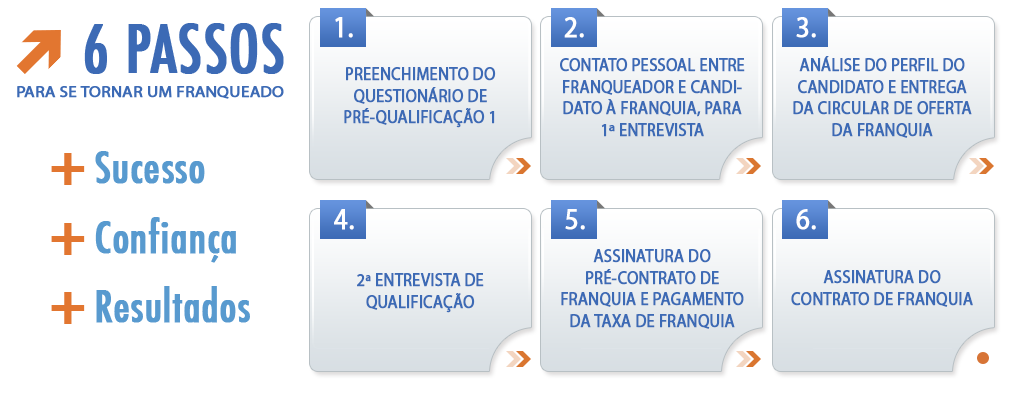 6 PASSOS
PARA SE TORNAR UM FRANQUEADO
+ Sucesso
+ Confiança
+ Resultados
1.
PREENCHIMENTO DO
QUESTIONÁRIO DE
PRÉ-QUALIFICAÇÃO 1
2.
CONTATO PESSOAL ENTRE
FRANQUEADOR E CANDI-
DATO À FRANQUIA, PARA
1ª ENTREVISTA
3.
ANÁLISE DO PERFIL DO
CANDIDATO E ENTREGA
DA CIRCULAR DE OFERTA
DA FRANQUIA
4.
2ª ENTREVISTA DE
QUALIFICAÇÃO
5.
ASSINATURA DO
PRÉ-CONTRATO DE
FRANQUIA E PAGAMENTO
DA TAXA DE FRANQUIA
6.
ASSINATURA DO
CONTRATO DE FRANQUIA